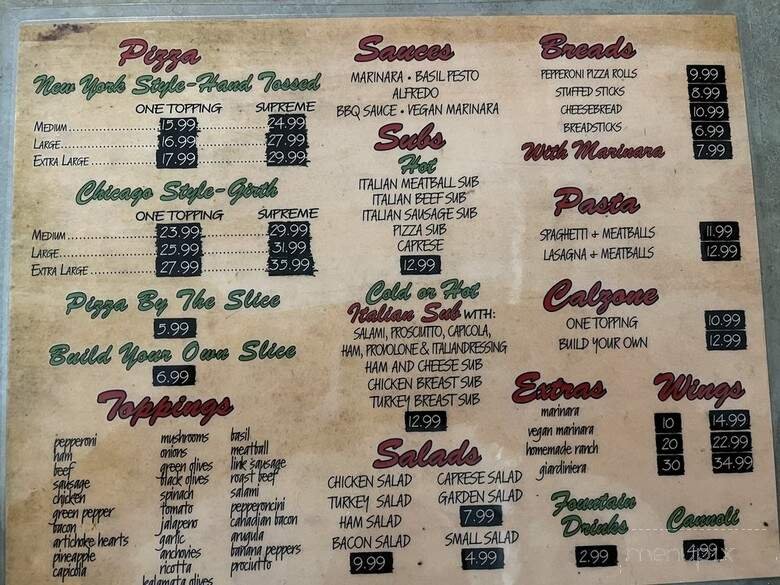 Pizza
New York Style-Hand Tossed
ONE TOPPING SUPREME
MEDIUM 15.99 24.99
LARGE 16.99 27.99
EXTRA LARGE 17.99 29.99
Chicago Style-Girth
ONE TOPPING SUPREME
MEDIUM 23.99 29.99
LARGE 25.99 31.99
EXTRA LARGE 27.99 35.99
Pizza By The Slice
5.99
Build Your Own Slice
6.99
Toppings
pepperoni
ham
beef
sausage
chicken
green pepper
bacon
artichoke hearts
pineapple
capicola
mushrooms
onions
green olives
black olives
spinach
tomato
jalapeno
garlic
anchovies
ricotta
kalamata olives
basil
meatball
link sausage
roast beef
salami
pepperoncini
canadian bacon
arugula
banana peppers
prociutto
Sauces
MARINARA • BASIL PESTO
ALFREDO
BBQ SAUCE • VEGAN MARINARA
Subs
Hot
ITALIAN MEATBALL SUB
ITALIAN BEEF SUB
ITALIAN SAUSAGE SUB
PIZZA SUB
CAPRESE
12.99
Cold or Hot
Italian Sub WITH:
SALAMI, PROSCIUTTO, CAPICOLA,
HAM, PROVOLONE & ITALIANDRESSING
HAM AND CHEESE SUB
CHICKEN BREAST SUB
TURKEY BREAST SUB
12.99
Salads
CHICKEN SALAD
TURKEY SALAD
HAM SALAD
BACON SALAD
9.99
CAPRESE SALAD
GARDEN SALAD
7.99
SMALL SALAD
4.99
Breads
PEPPERONI PIZZA ROLLS 9.99
STUFFED STICKS 8.99
CHEESEBREAD 10.99
BREADSTICKS 6.99
With Marinara 7.99
Pasta
SPAGHETTI + MEATBALLS 11.99
LASAGNA + MEATBALLS 12.99
Calzone
ONE TOPPING 10.99
BUILD YOUR OWN 12.99
Extras
marinara
vegan marinara
homemade ranch
giardiniera
Wings
10 14.99
20 22.99
30 34.99
Fountain
Drinks
2.99
Cannoli
4.99
menupix